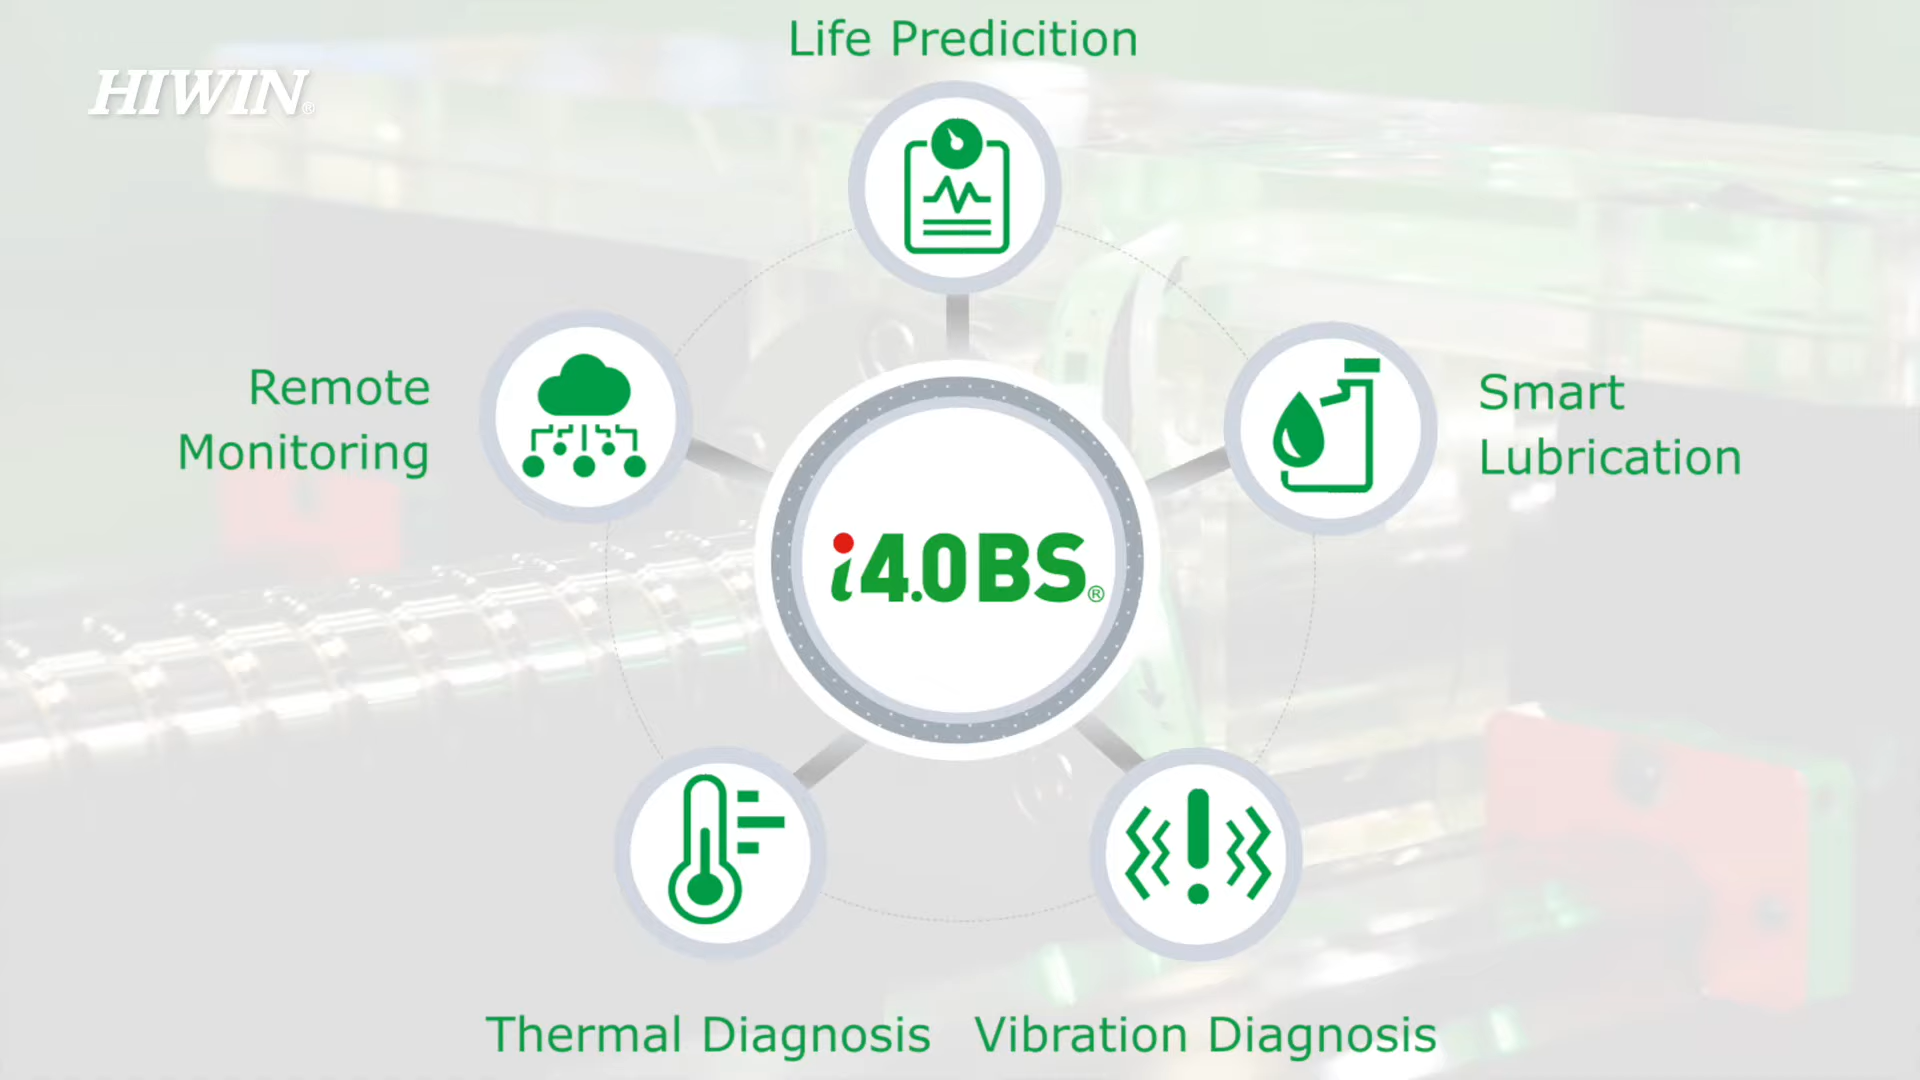 Life Predicition
HIWIN®
Remote
Monitoring
Smart
Lubrication
i4.0BS®
Thermal Diagnosis
Vibration Diagnosis